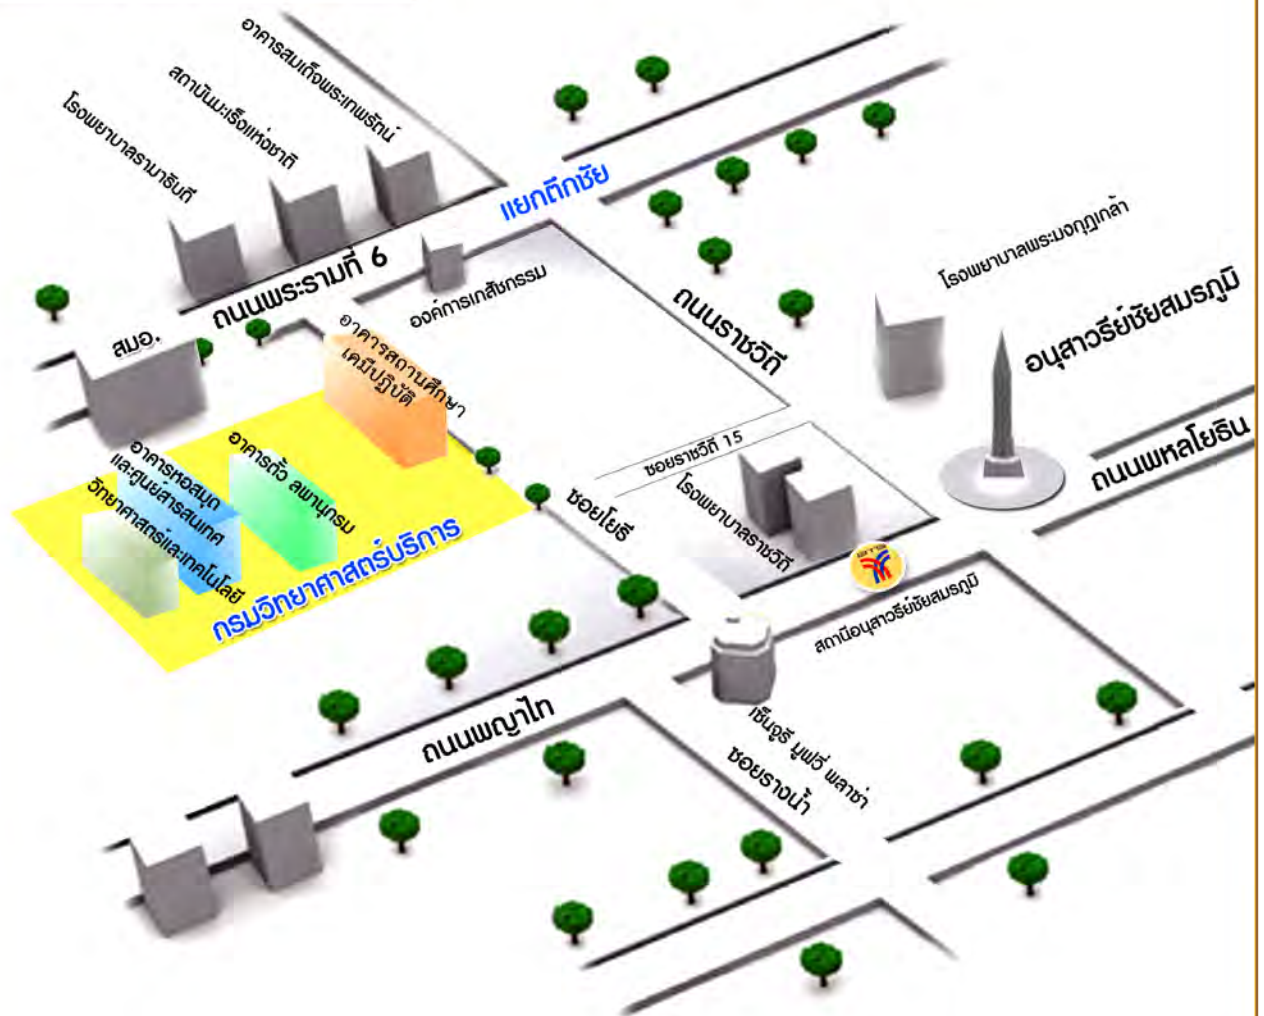 อาคารสมเด็จพระเทพรัตน์
สถาบันมะเร็งแห่งชาติ
โรงพยาบาลรามาธิบดี
แยกตึกชัย
ถนนพระรามที่ 6
องค์การเภสัชกรรม
โรงพยาบาลพระมงกุฎเกล้า
อนุสาวรีย์ชัยสมรภูมิ
ถนนราชวิถี
สมอ.
อาคารสถานศึกษา
เคมีปฏิบัติ
ซอยราชวิถี 15
ถนนพหลโยธิน
อาคารตั้ว ลพานุกรม
อาคารหอสมุด
และศูนย์สารสนเทศ
วิทยาศาสตร์และเทคโนโลยี
โรงพยาบาลราชวิถี
ซอยโยธี
กรมวิทยาศาสตร์บริการ
สถานีอนุสาวรีย์ชัยสมรภูมิ
ถนนพญาไท
เซ็นจูรี มูฟวี่ พลาซ่า
ซอยรางน้ำ